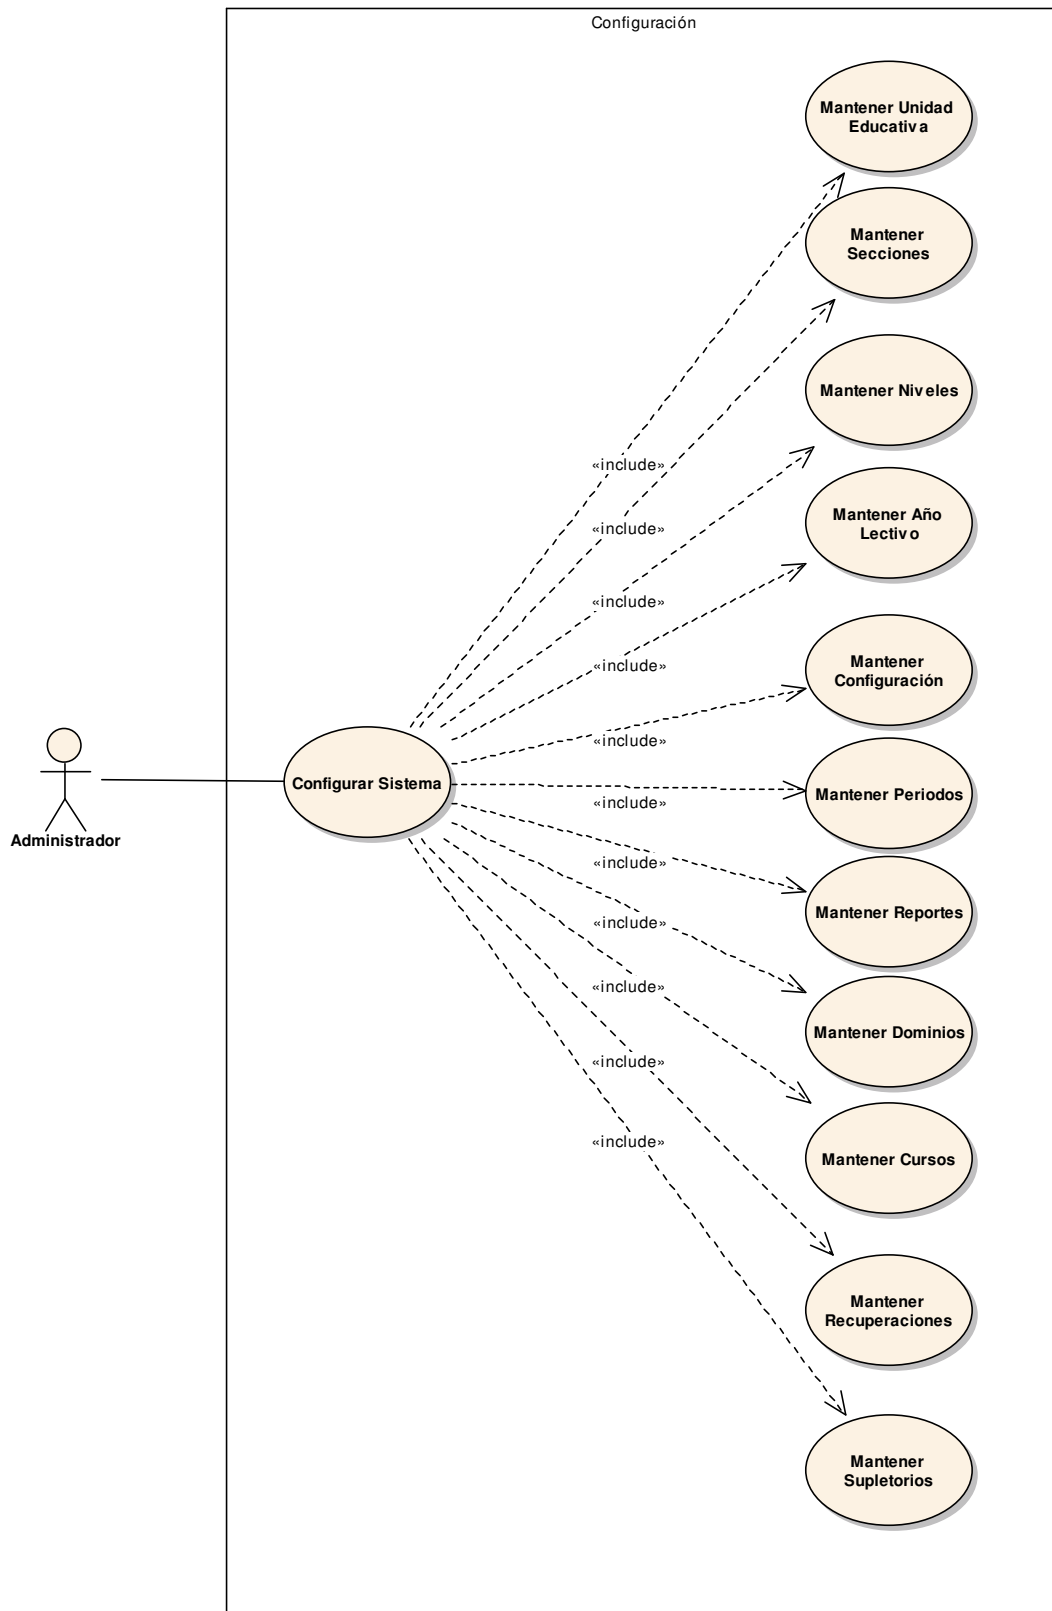 Configuración
Mantener Unidad
Educativa
Mantener
Secciones
Mantener Niveles
«include»
Mantener Año
Lectivo
«include»
«include»
Mantener
Configuración
«include»
«include»
Configurar Sistema
Mantener Periodos
«include»
Administrador
«include»
Mantener Reportes
«include»
«include»
Mantener Dominios
«include»
«include»
Mantener Cursos
Mantener
Recuperaciones
Mantener
Supletorios